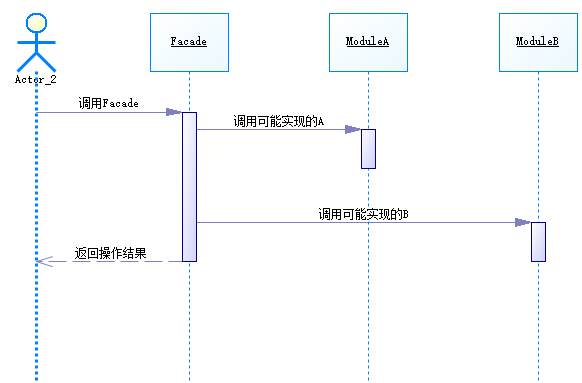 Facade
ModuleA
ModuleB
Actor_2
调用Facade
调用可能实现的A
调用可能实现的B
返回操作结果